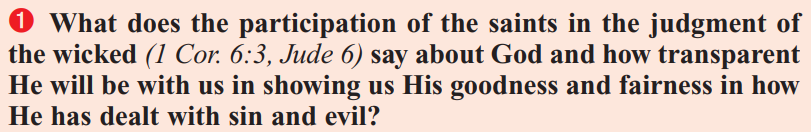 ❶ What does the participation of the saints in the judgment of
the wicked (1 Cor. 6:3, Jude 6) say about God and how transparent
He will be with us in showing us His goodness and fairness in how
He has dealt with sin and evil?